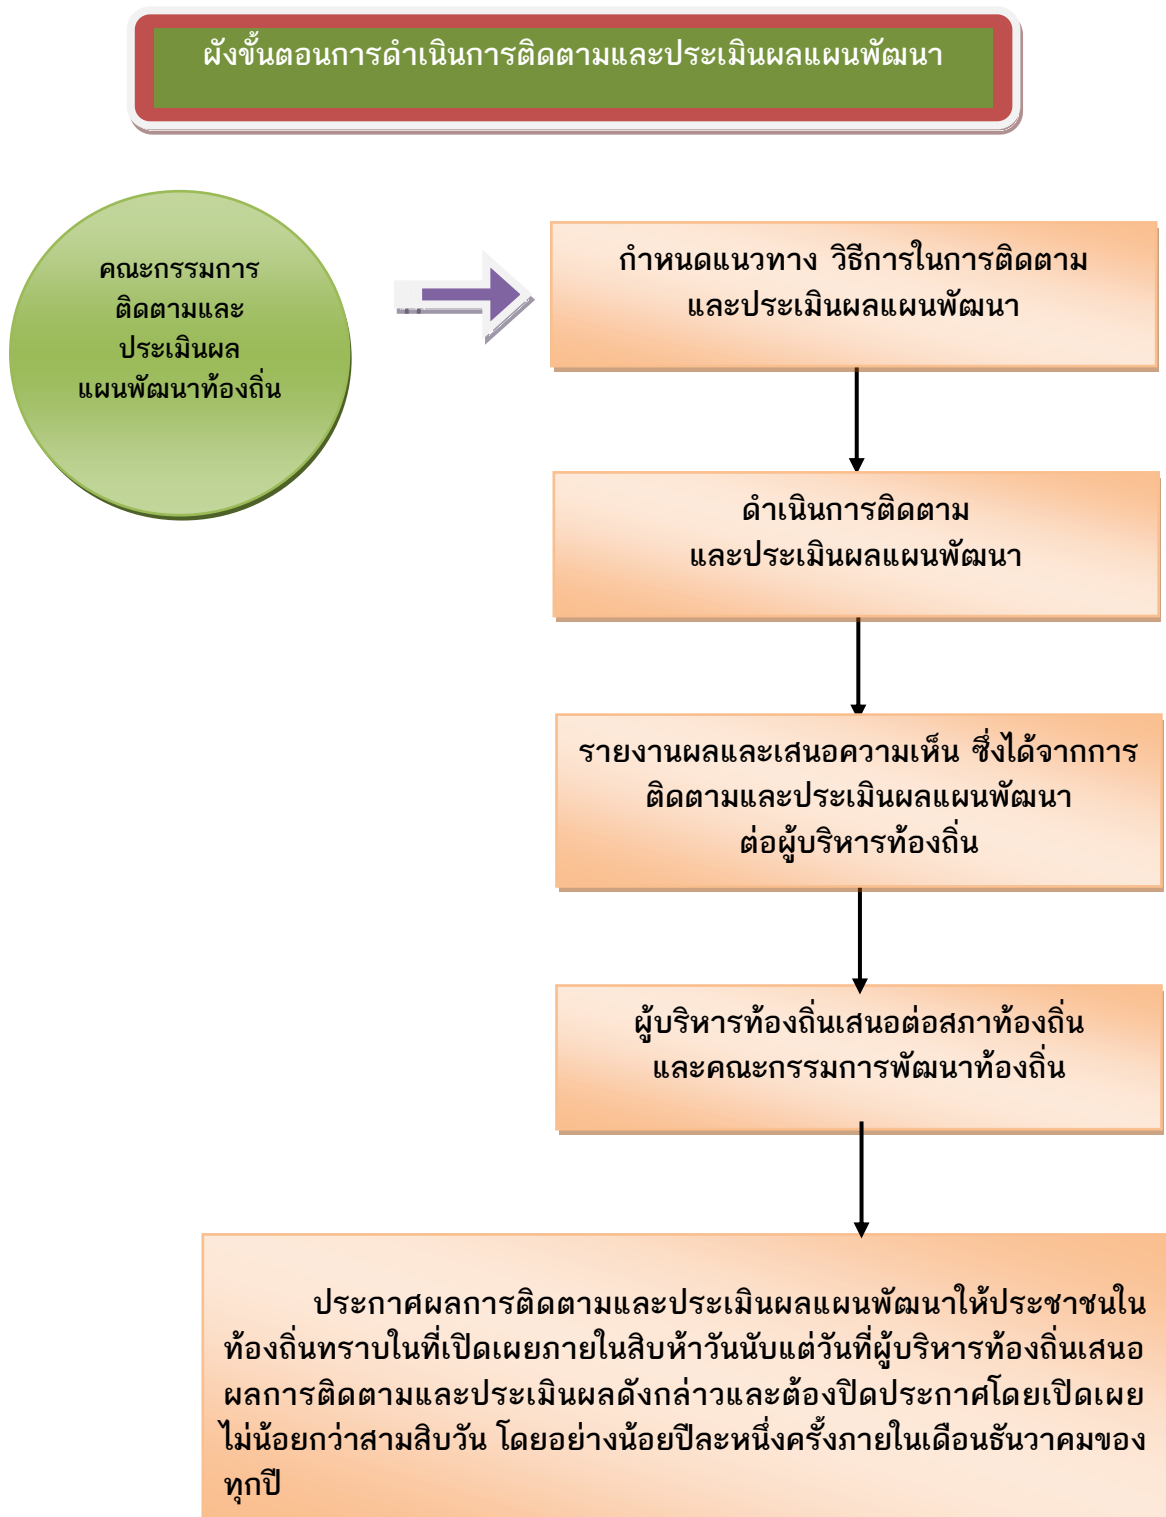 ผังขั้นตอนการดำเนินการติดตามและประเมินผลแผนพัฒนา
คณะกรรมการ
ติดตามและ
ประเมินผล
แผนพัฒนาท้องถิ่น
กำหนดแนวทาง วิธีการในการติดตาม
และประเมินผลแผนพัฒนา
ดำเนินการติดตาม
และประเมินผลแผนพัฒนา
รายงานผลและเสนอความเห็น ซึ่งได้จากการ
ติดตามและประเมินผลแผนพัฒนา
ต่อผู้บริหารท้องถิ่น
ผู้บริหารท้องถิ่นเสนอต่อสภาท้องถิ่น
และคณะกรรมการพัฒนาท้องถิ่น
ประกาศผลการติดตามและประเมินผลแผนพัฒนาให้ประชาชนใน
ท้องถิ่นทราบในที่เปิดเผยภายในสิบห้าวันนับแต่วันที่ผู้บริหารท้องถิ่นเสนอ
ผลการติดตามและประเมินผลดังกล่าวและต้องปิดประกาศโดยเปิดเผย
ไม่น้อยกว่าสามสิบวัน โดยอย่างน้อยปีละหนึ่งครั้งภายในเดือนธันวาคมของ
ทุกปี